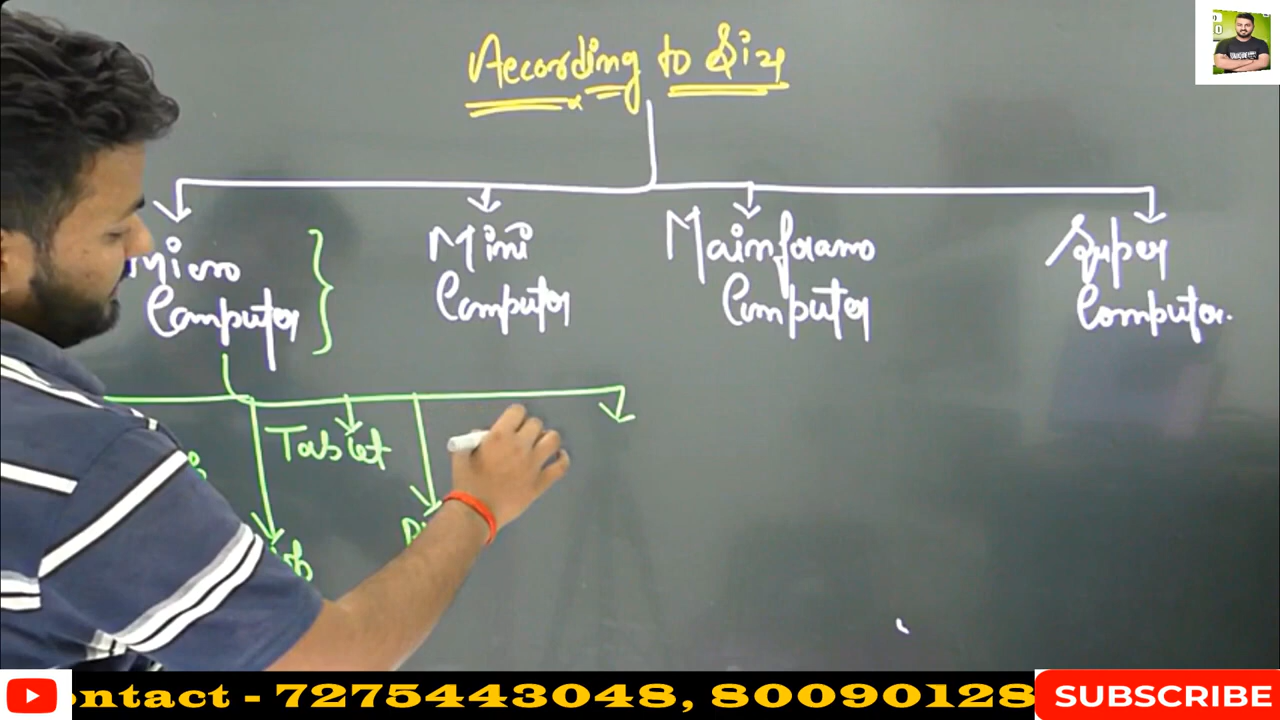 According to Size
Micro
Computer
Mini
Computer
Mainframe
Computer
Super
Computer.
Tablet
ontact - 7275443048, 80090128
SUBSCRIBE